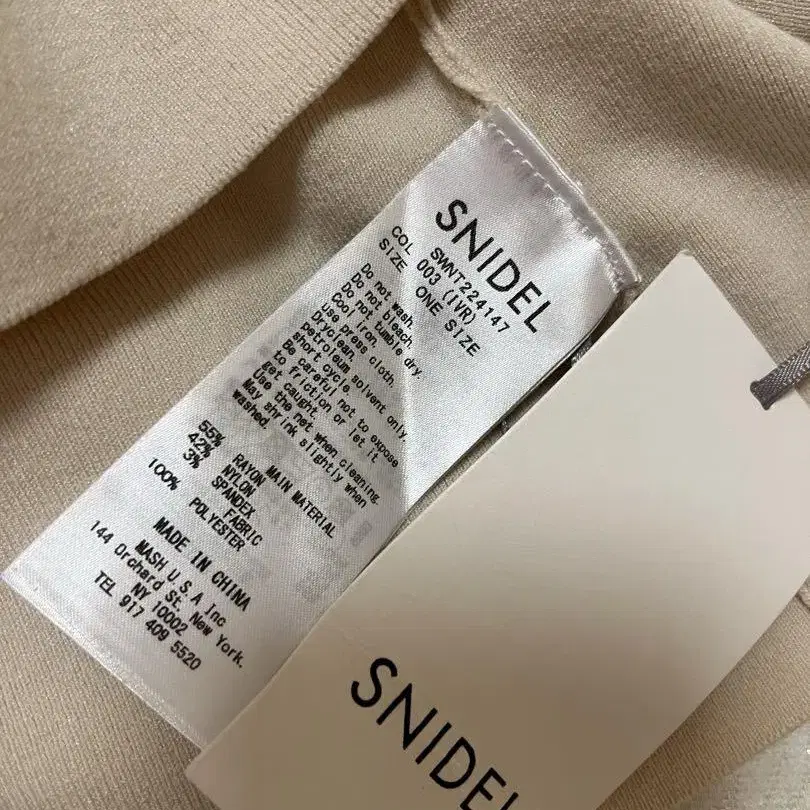 SNIDEL
SWNT224147
COL 003 (IVR)
SIZE ONE SIZE
Do not wash.
Do not bleach.
Do not tumble dry.
Cool iron.
use press cloth.
Dryclean.
petroleum solvent only.
short cycle
Be careful not to expose
to friction or let it
get caught.
Use the net when cleaning.
May shrink slightly when
washed.
MAIN MATERIAL
55% RAYON
42% NYLON
3% SPANDEX
FABRIC
100% POLYESTER
MADE IN CHINA
MASH U.S.A Inc
144 Orchard St. New York.
NY 10002
TEL 917 409 5520
SNIDEL